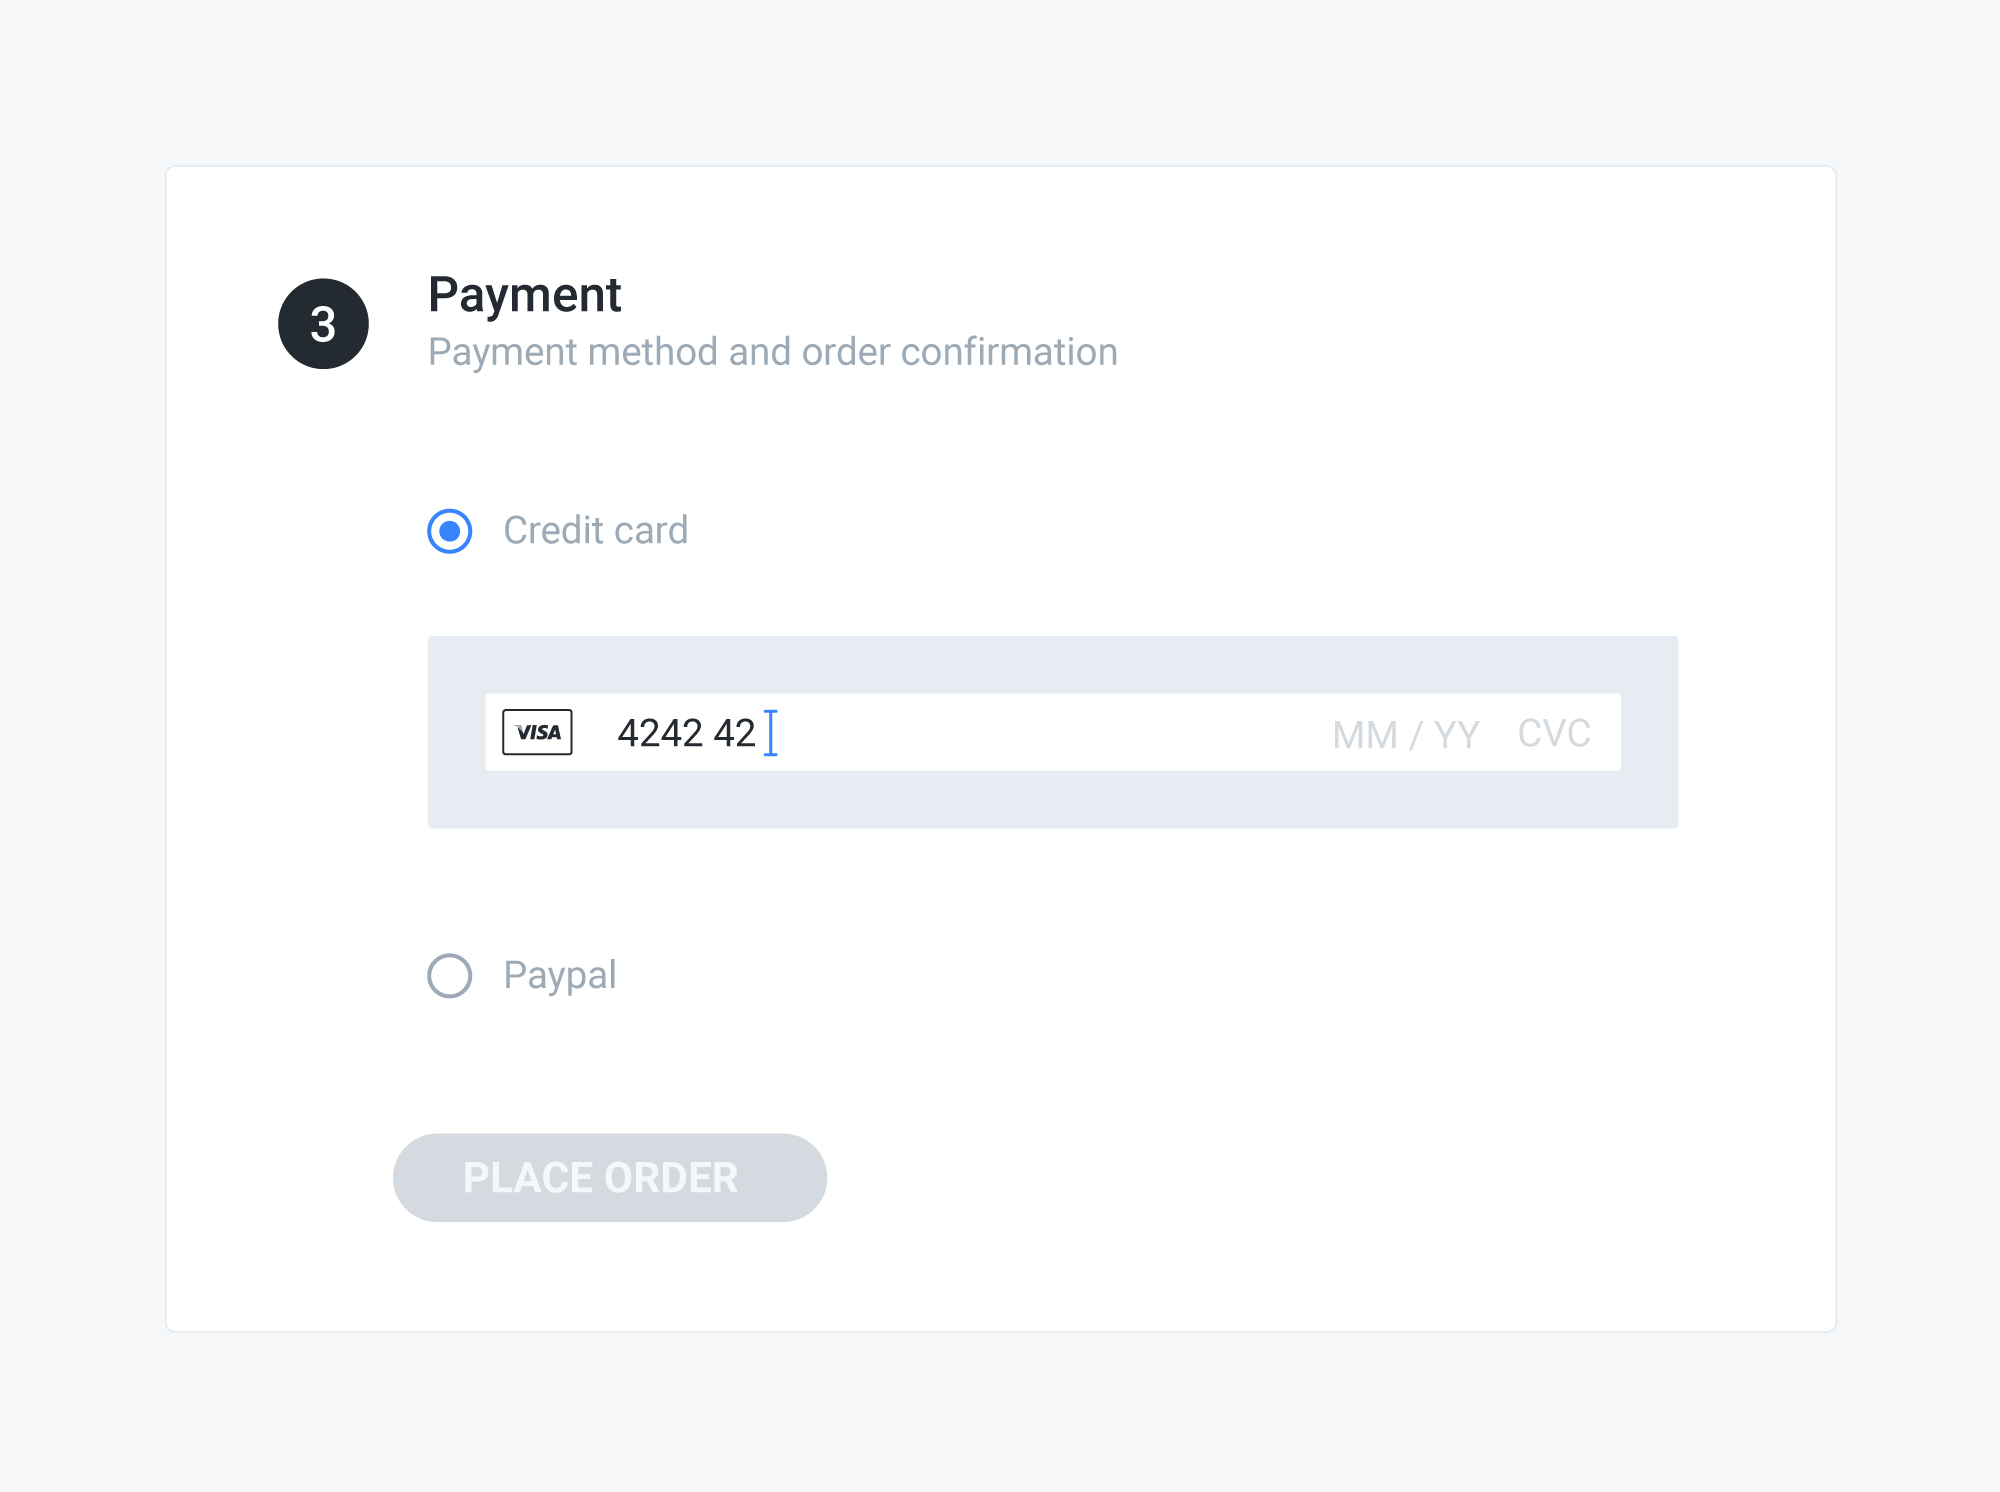 3
Payment
Payment method and order confirmation
Credit card
VISA 4242 42 MM / YY CVC
Paypal
PLACE ORDER